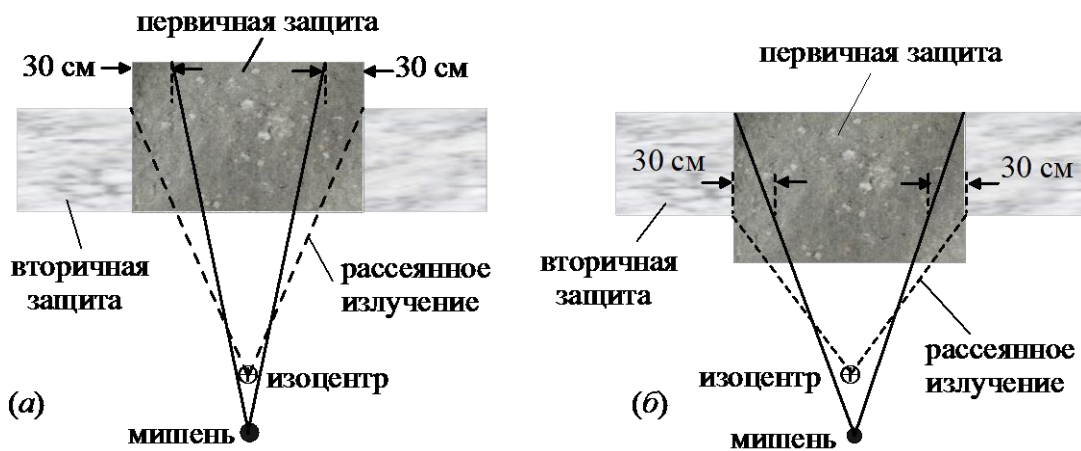 первичная защита
30 см
30 см
вторичная
защита
рассеянное
излучение
изоцентр
(а)
мишень
первичная защита
30 см
30 см
вторичная
защита
рассеянное
излучение
изоцентр
(б)
мишень